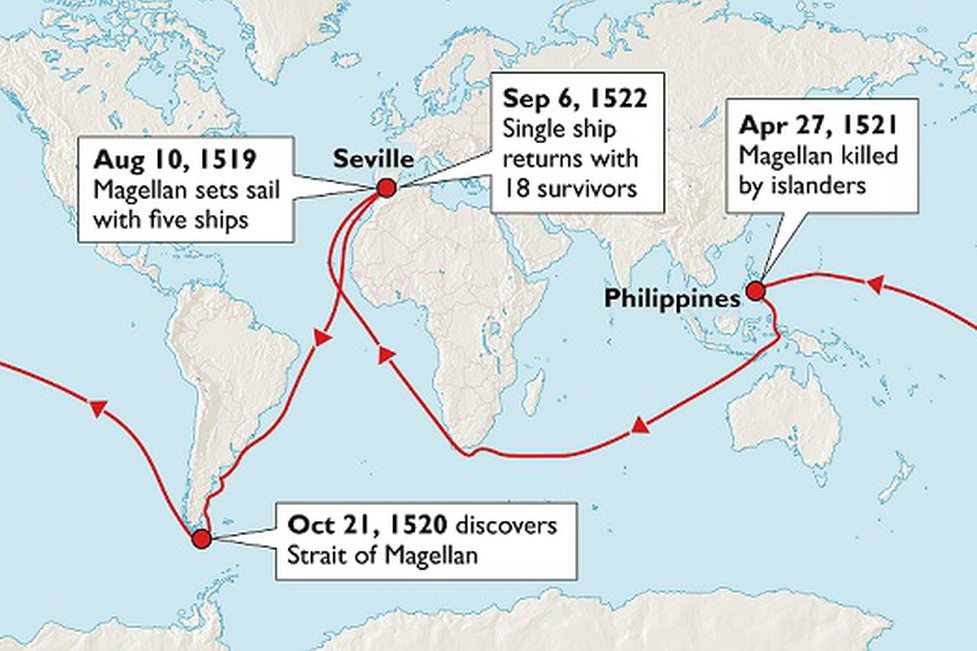 Aug 10, 1519
Magellan sets sail
with five ships
Seville
Sep 6, 1522
Single ship
returns with
18 survivors
Apr 27, 1521
Magellan killed
by islanders
Philippines
Oct 21, 1520 discovers
Strait of Magellan